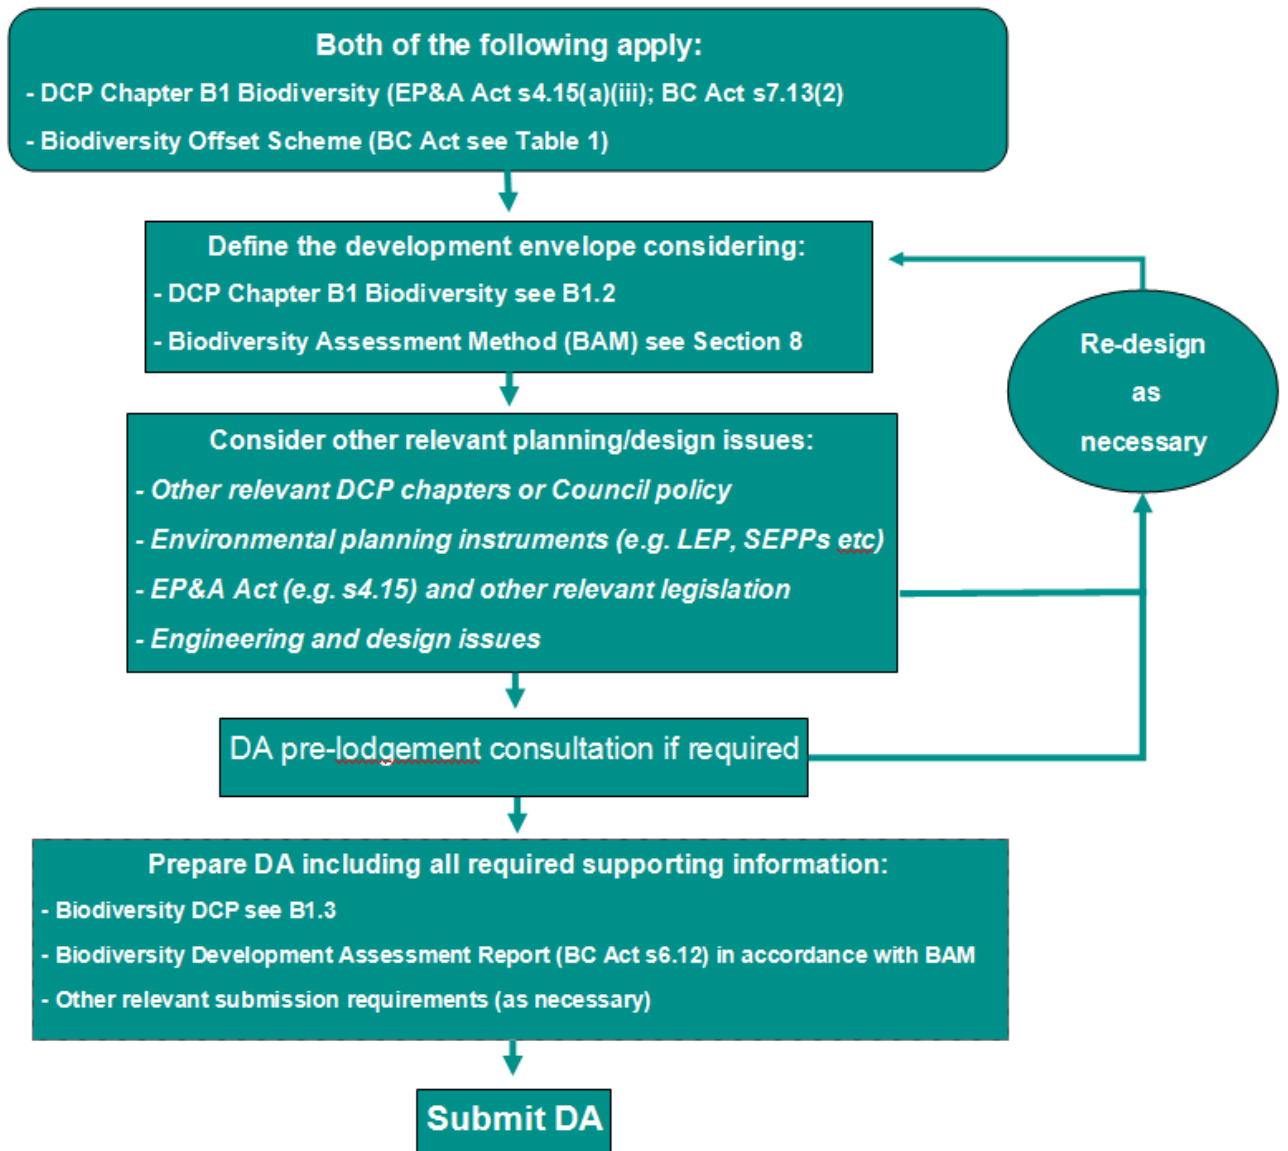 Both of the following apply:
- DCP Chapter B1 Biodiversity (EP&A Act s4.15(a)(iii); BC Act s7.13(2)
- Biodiversity Offset Scheme (BC Act see Table 1)
Define the development envelope considering:
- DCP Chapter B1 Biodiversity see B1.2
- Biodiversity Assessment Method (BAM) see Section 8
Re-design
as
necessary
Consider other relevant planning/design issues:
- Other relevant DCP chapters or Council policy
- Environmental planning instruments (e.g. LEP, SEPPs etc)
- EP&A Act (e.g. s4.15) and other relevant legislation
- Engineering and design issues
DA pre-lodgement consultation if required
Prepare DA including all required supporting information:
- Biodiversity DCP see B1.3
- Biodiversity Development Assessment Report (BC Act s6.12) in accordance with BAM
- Other relevant submission requirements (as necessary)
Submit DA